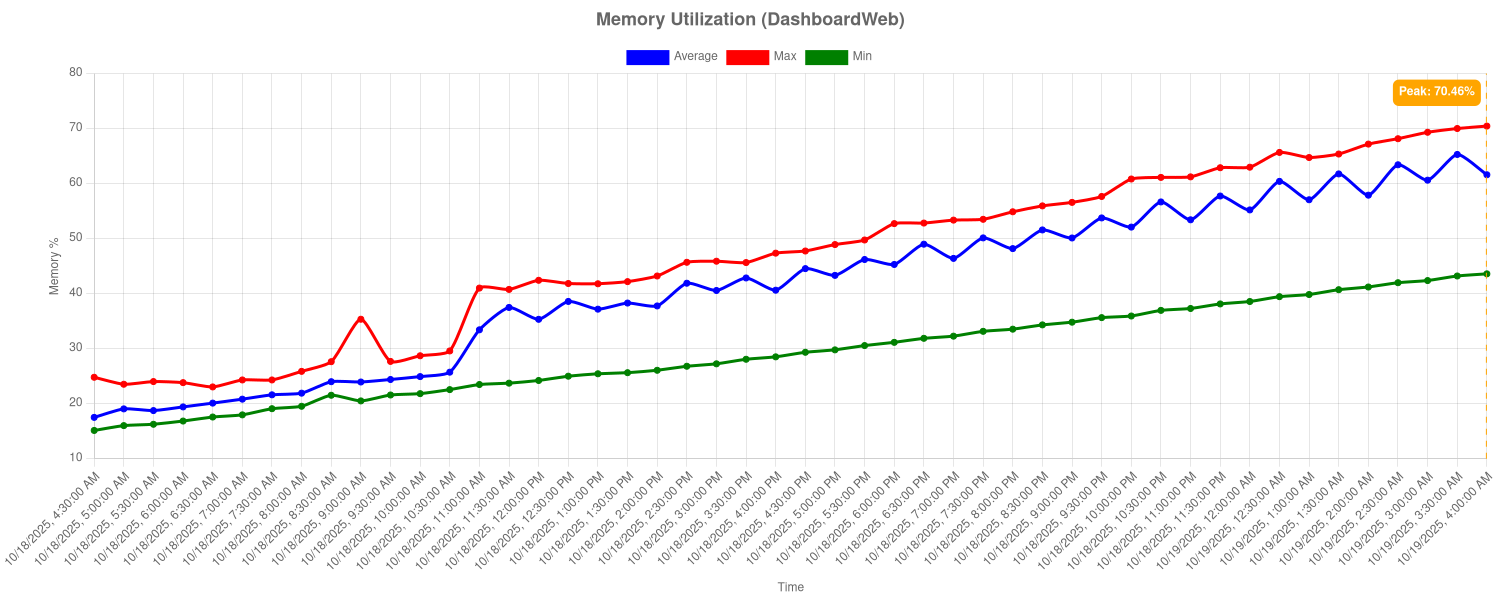 Memory Utilization (DashboardWeb)
Average Max Min
Peak: 70.46%
80
70
60
50
40
30
20
10
Memory %
10/18/2025, 4:30:00 AM
10/18/2025, 5:00:00 AM
10/18/2025, 5:30:00 AM
10/18/2025, 6:00:00 AM
10/18/2025, 6:30:00 AM
10/18/2025, 7:00:00 AM
10/18/2025, 7:30:00 AM
10/18/2025, 8:00:00 AM
10/18/2025, 8:30:00 AM
10/18/2025, 9:00:00 AM
10/18/2025, 9:30:00 AM
10/18/2025, 10:00:00 AM
10/18/2025, 10:30:00 AM
10/18/2025, 11:00:00 AM
10/18/2025, 11:30:00 AM
10/18/2025, 12:00:00 PM
10/18/2025, 12:30:00 PM
10/18/2025, 1:00:00 PM
10/18/2025, 1:30:00 PM
10/18/2025, 2:00:00 PM
10/18/2025, 2:30:00 PM
10/18/2025, 3:00:00 PM
10/18/2025, 3:30:00 PM
10/18/2025, 4:00:00 PM
10/18/2025, 4:30:00 PM
10/18/2025, 5:00:00 PM
10/18/2025, 5:30:00 PM
10/18/2025, 6:00:00 PM
10/18/2025, 6:30:00 PM
10/18/2025, 7:00:00 PM
10/18/2025, 7:30:00 PM
10/18/2025, 8:00:00 PM
10/18/2025, 8:30:00 PM
10/18/2025, 9:00:00 PM
10/18/2025, 9:30:00 PM
10/18/2025, 10:00:00 PM
10/18/2025, 10:30:00 PM
10/18/2025, 11:00:00 PM
10/18/2025, 11:30:00 PM
10/19/2025, 12:00:00 AM
10/19/2025, 12:30:00 AM
10/19/2025, 1:00:00 AM
10/19/2025, 1:30:00 AM
10/19/2025, 2:00:00 AM
10/19/2025, 2:30:00 AM
10/19/2025, 3:00:00 AM
10/19/2025, 3:30:00 AM
10/19/2025, 4:00:00 AM
Time